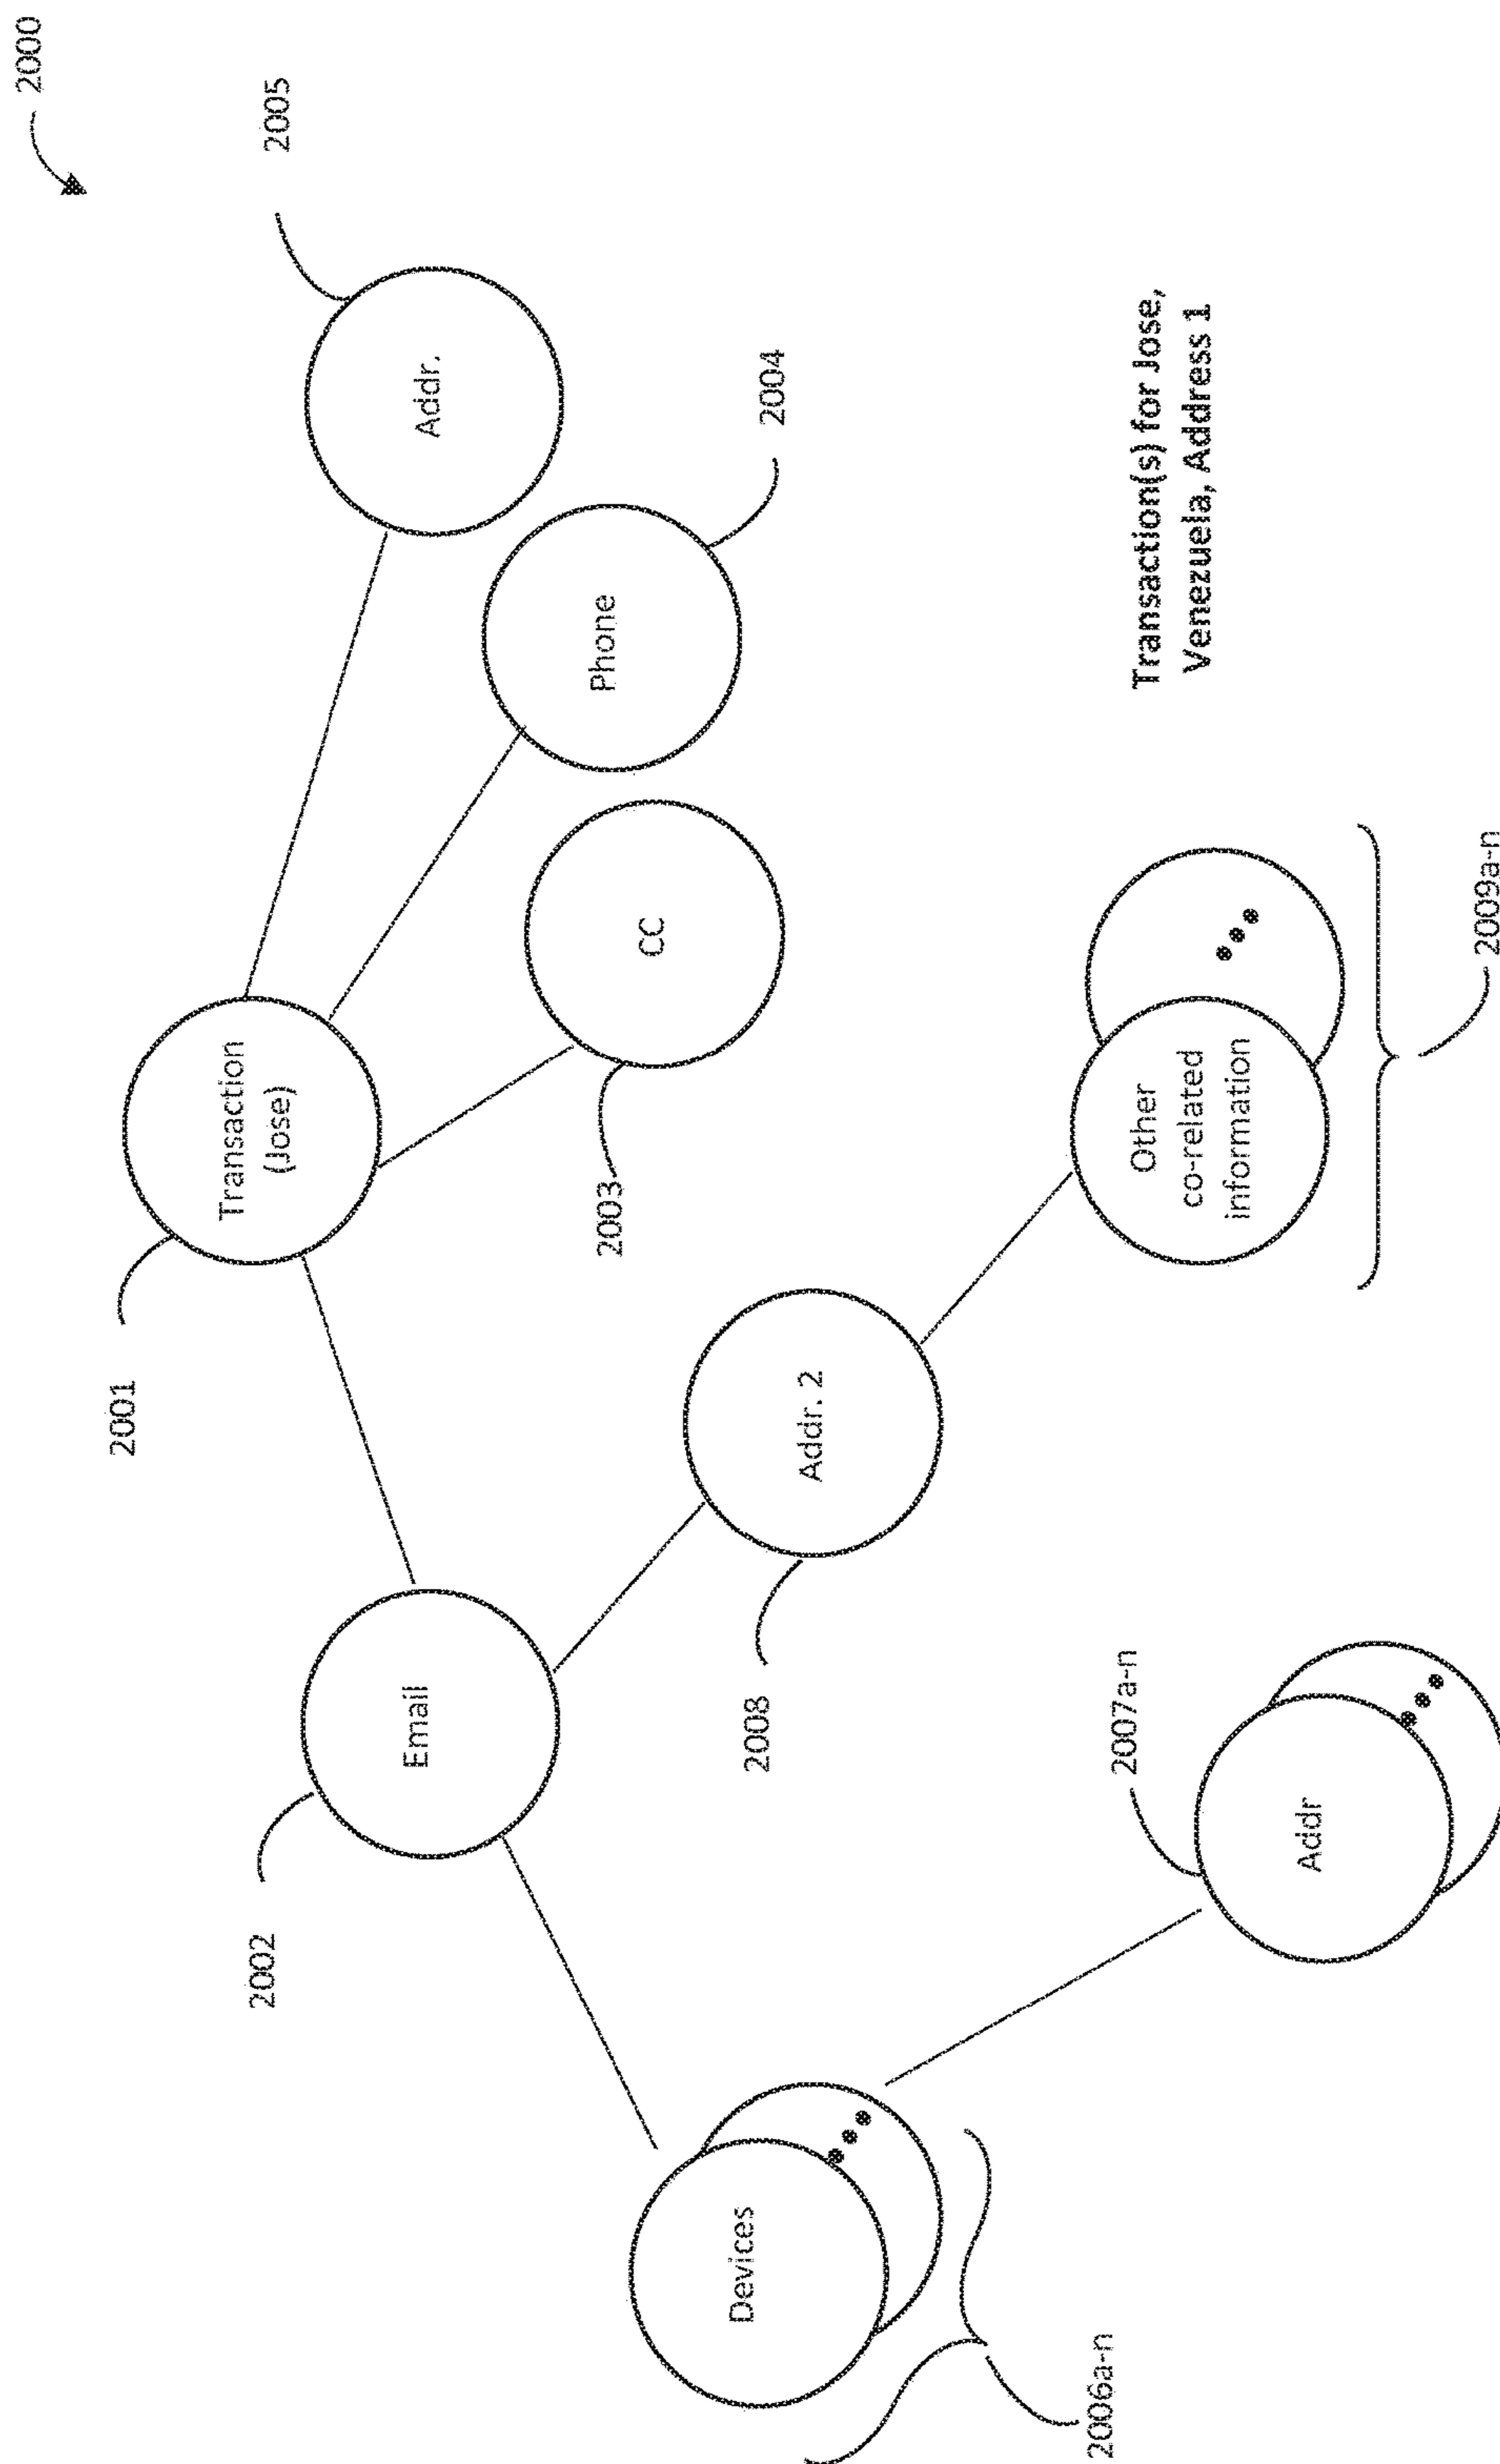 2000
2005
Addr.
2004
Phone
Transaction
(Jose)
CC
2001
2003
Email
2002
Addr. 2
2008
Other
co-related
information
2009a-n
Devices
2006a-n
Addr
2007a-n
Transaction(s) for Jose,
Venezuela, Address 1